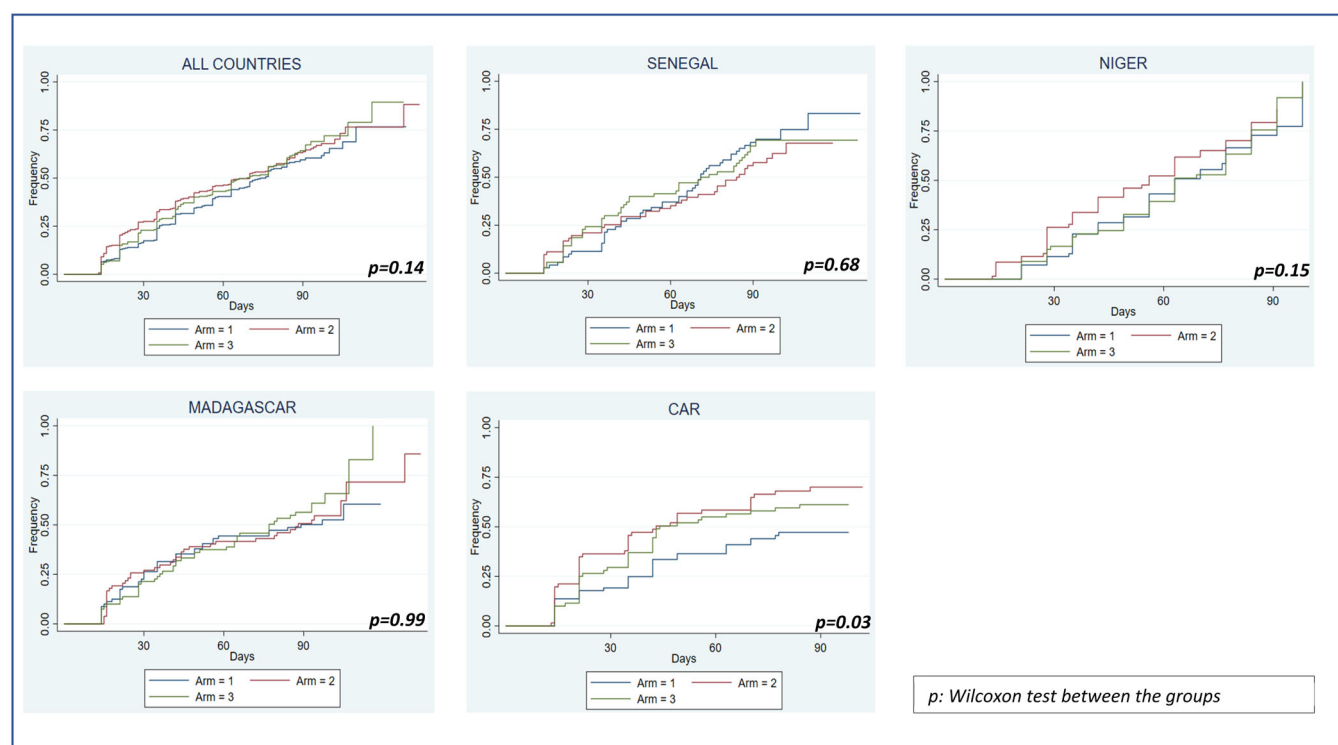 ALL COUNTRIES
1.00
0.75
0.50
0.25
0.00
Frequency
p=0.14
30 60 90
Days
Arm = 1 Arm = 2
Arm = 3
SENEGAL
1.00
0.75
0.50
0.25
0.00
Frequency
p=0.68
30 60 90
Days
Arm = 1 Arm = 2
Arm = 3
NIGER
1.00
0.75
0.50
0.25
0.00
Frequency
p=0.15
30 60 90
Days
Arm = 1 Arm = 2
Arm = 3
MADAGASCAR
1.00
0.75
0.50
0.25
0.00
Frequency
p=0.99
30 60 90
Days
Arm = 1 Arm = 2
Arm = 3
CAR
1.00
0.75
0.50
0.25
0.00
Frequency
p=0.03
30 60 90
Days
Arm = 1 Arm = 2
Arm = 3
p: Wilcoxon test between the groups